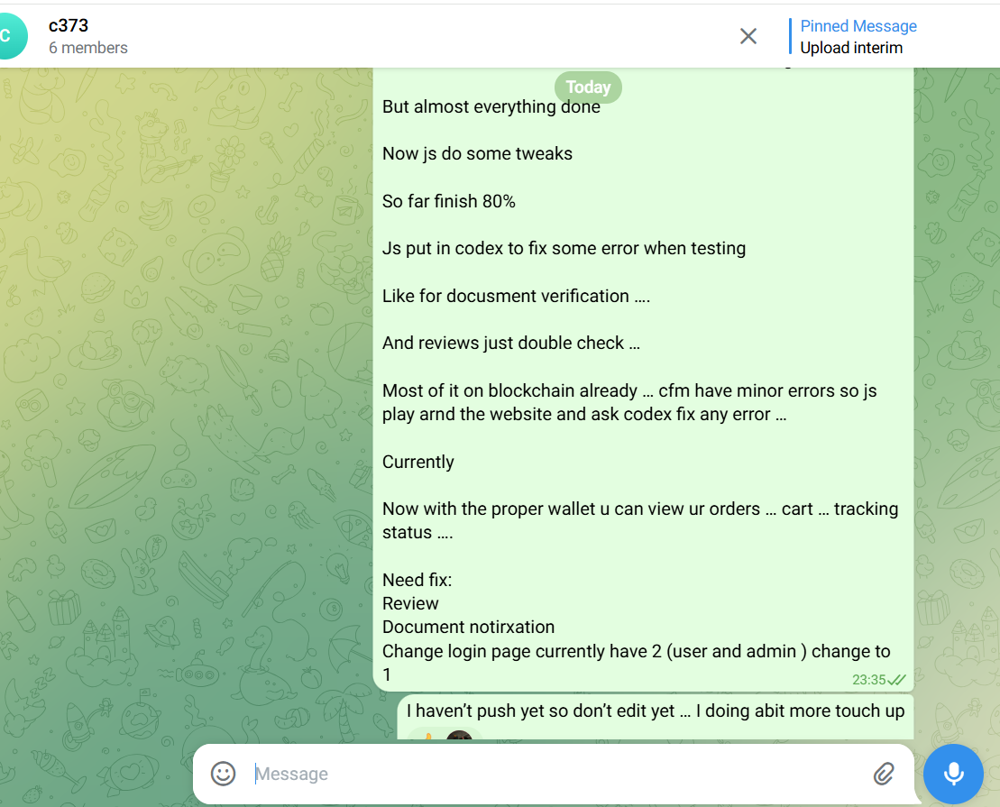 C
c373
6 members
Pinned Message
Upload interim
Today
But almost everything done
Now js do some tweaks
So far finish 80%
Js put in codex to fix some error when testing
Like for docusment verification ....
And reviews just double check ...
Most of it on blockchain already ... cfm have minor errors so js
play arnd the website and ask codex fix any error ...
Currently
Now with the proper wallet u can view ur orders ... cart ... tracking
status ....
Need fix:
Review
Document notirxation
Change login page currently have 2 (user and admin ) change to
1
23:35
I haven’t push yet so don’t edit yet ... I doing abit more touch up
Message